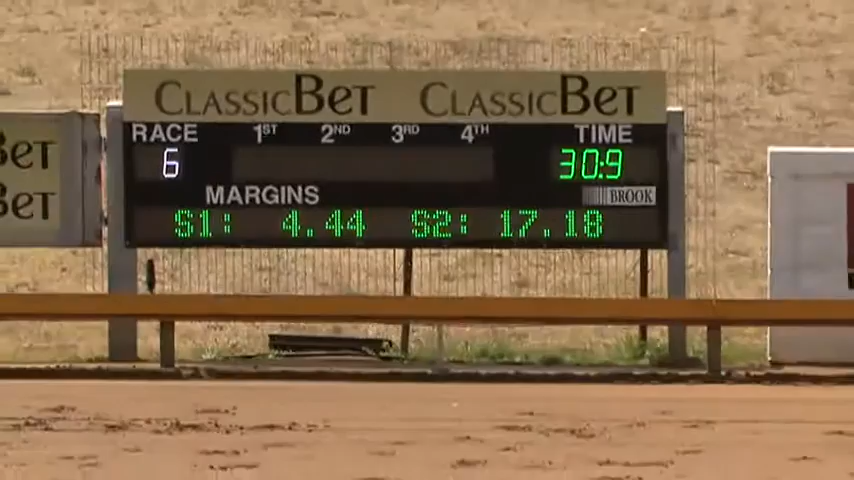 CLASSICBET CLASSICBET
RACE 1ST 2ND 3RD 4TH TIME
6 30:9
MARGINS BROOK
S1: 4.44 S2: 17.18
Bet
Bet